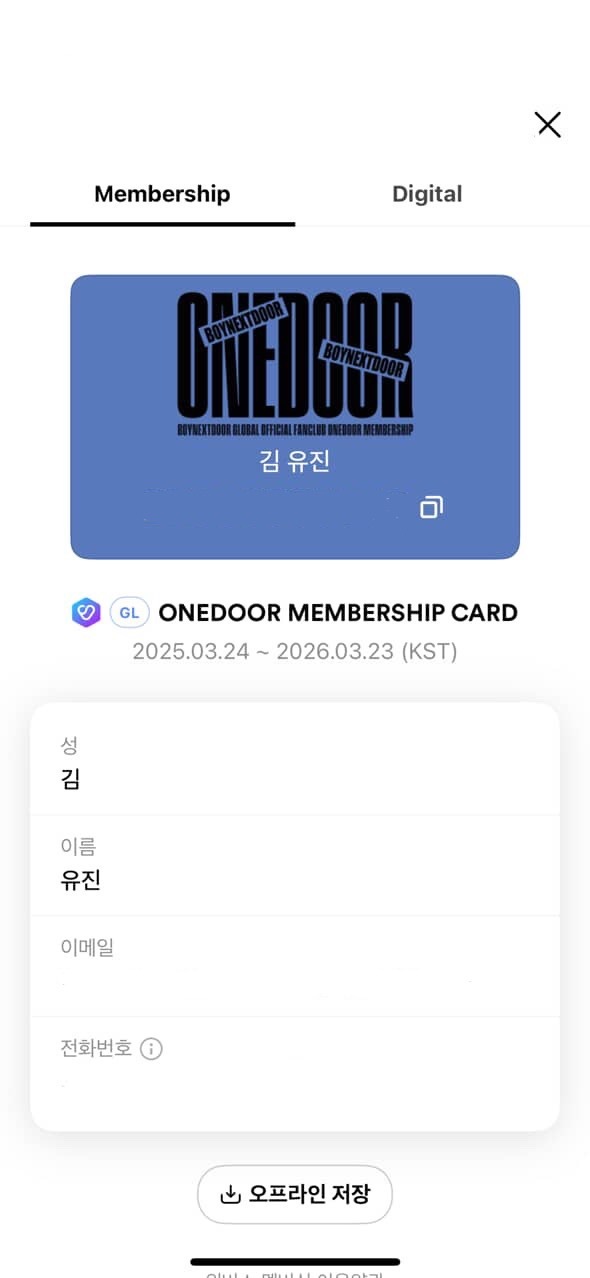 Membership
Digital
ONEDOOR
BOYNEXTDOOR
BOYNEXTDOOR
BOYNEXTDOOR GLOBAL OFFICIAL FANCLUB ONEDOOR MEMBERSHIP
김 유진
GL ONEDOOR MEMBERSHIP CARD
2025.03.24 ~ 2026.03.23 (KST)
성
김
이름
유진
이메일
전화번호
오프라인 저장